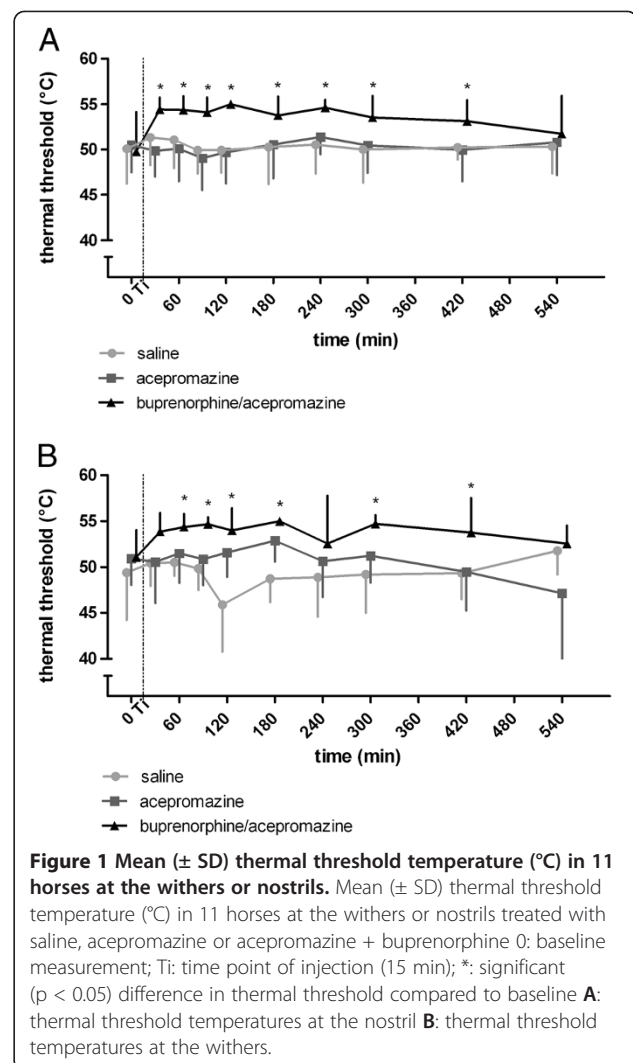 A
60
55
50
45
40
thermal threshold (°C)
0
Ti
60
120
180
240
300
360
420
480
540
* * * * * * * *
time (min)
saline
acepromazine
buprenorphine/acepromazine
B
60
55
50
45
40
thermal threshold (°C)
0
Ti
60
120
180
240
300
360
420
480
540
* * * * * *
time (min)
saline
acepromazine
buprenorphine/acepromazine
Figure 1 Mean (± SD) thermal threshold temperature (°C) in 11
horses at the withers or nostrils. Mean (± SD) thermal threshold
temperature (°C) in 11 horses at the withers or nostrils treated with
saline, acepromazine or acepromazine + buprenorphine 0: baseline
measurement; Ti: time point of injection (15 min); *: significant
(p < 0.05) difference in thermal threshold compared to baseline A:
thermal threshold temperatures at the nostril B: thermal threshold
temperatures at the withers.